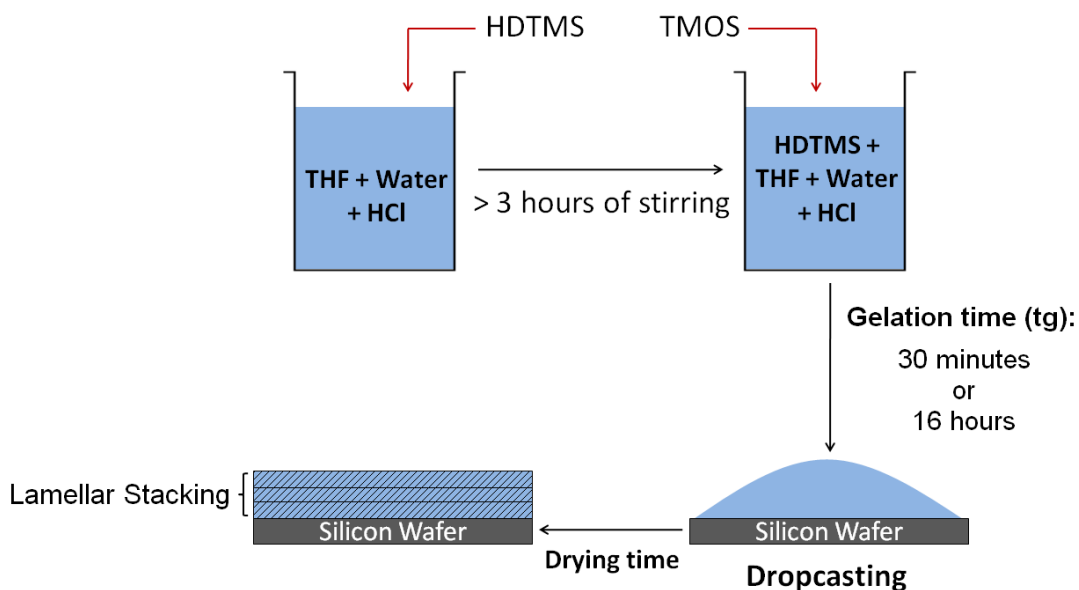 HDTMS
TMOS
THF + Water
+ HCl
> 3 hours of stirring
HDTMS +
THF + Water
+ HCl
Gelation time (tg):
30 minutes
or
16 hours
Lamellar Stacking
Silicon Wafer
Drying time
Silicon Wafer
Dropcasting